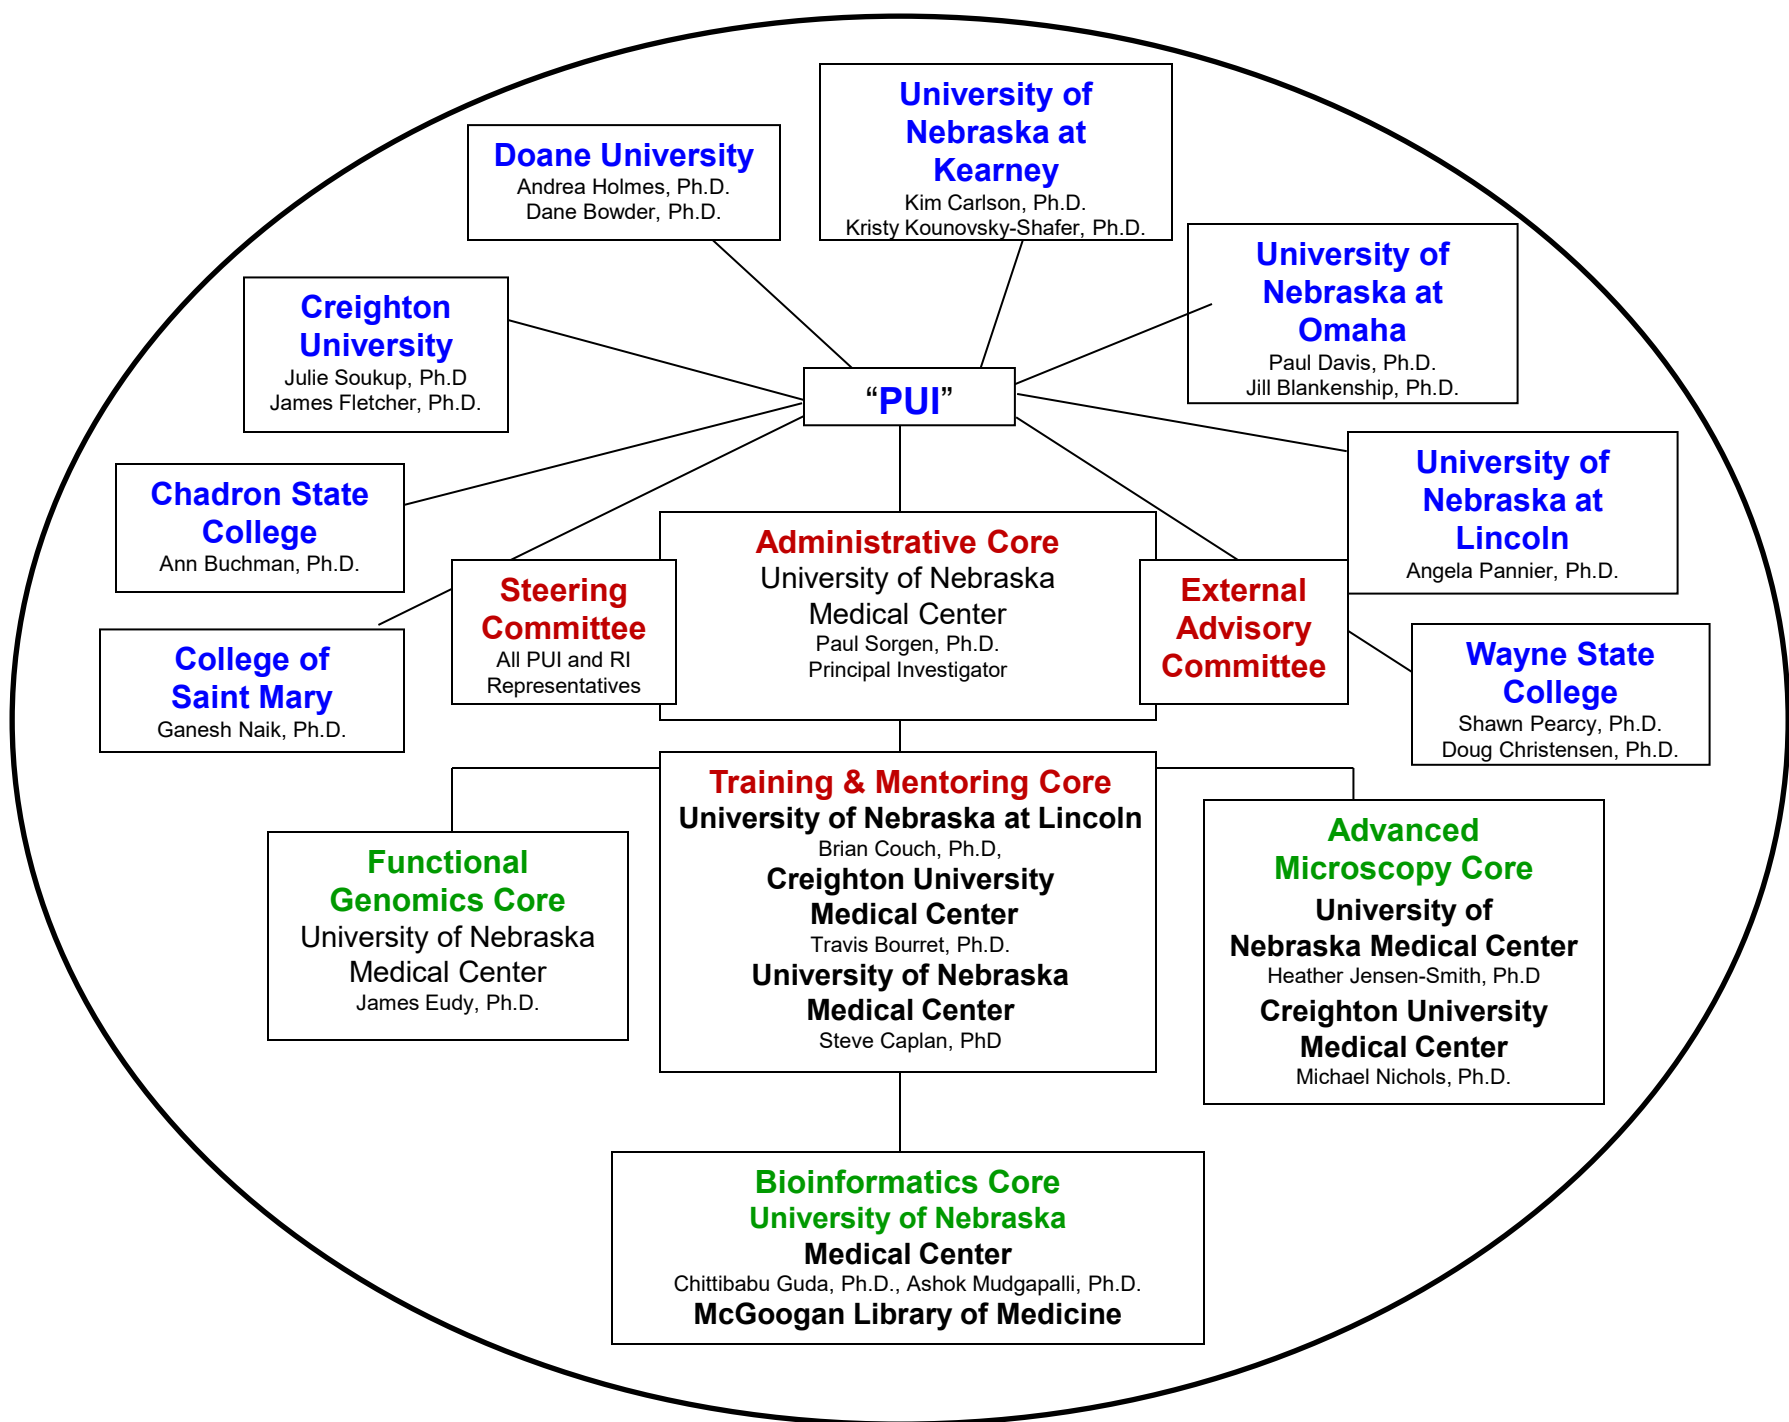 University of
Nebraska at
Kearney
Kim Carlson, Ph.D.
Kristy Kounovsky-Shafer, Ph.D.
Doane University
Andrea Holmes, Ph.D.
Dane Bowder, Ph.D.
University of
Nebraska at
Omaha
Paul Davis, Ph.D.
Jill Blankenship, Ph.D.
Creighton
University
Julie Soukup, Ph.D
James Fletcher, Ph.D.
“PUI”
Chadron State
College
Ann Buchman, Ph.D.
University of
Nebraska at
Lincoln
Angela Pannier, Ph.D.
Administrative Core
University of Nebraska
Medical Center
Paul Sorgen, Ph.D.
Principal Investigator
Steering
Committee
All PUI and RI
Representatives
External
Advisory
Committee
College of
Saint Mary
Ganesh Naik, Ph.D.
Wayne State
College
Shawn Pearcy, Ph.D.
Doug Christensen, Ph.D.
Training & Mentoring Core
University of Nebraska at Lincoln
Brian Couch, Ph.D,
Creighton University
Medical Center
Travis Bourret, Ph.D.
University of Nebraska
Medical Center
Steve Caplan, PhD
Functional
Genomics Core
University of Nebraska
Medical Center
James Eudy, Ph.D.
Advanced
Microscopy Core
University of
Nebraska Medical Center
Heather Jensen-Smith, Ph.D
Creighton University
Medical Center
Michael Nichols, Ph.D.
Bioinformatics Core
University of Nebraska
Medical Center
Chittibabu Guda, Ph.D., Ashok Mudgapalli, Ph.D.
McGoogan Library of Medicine